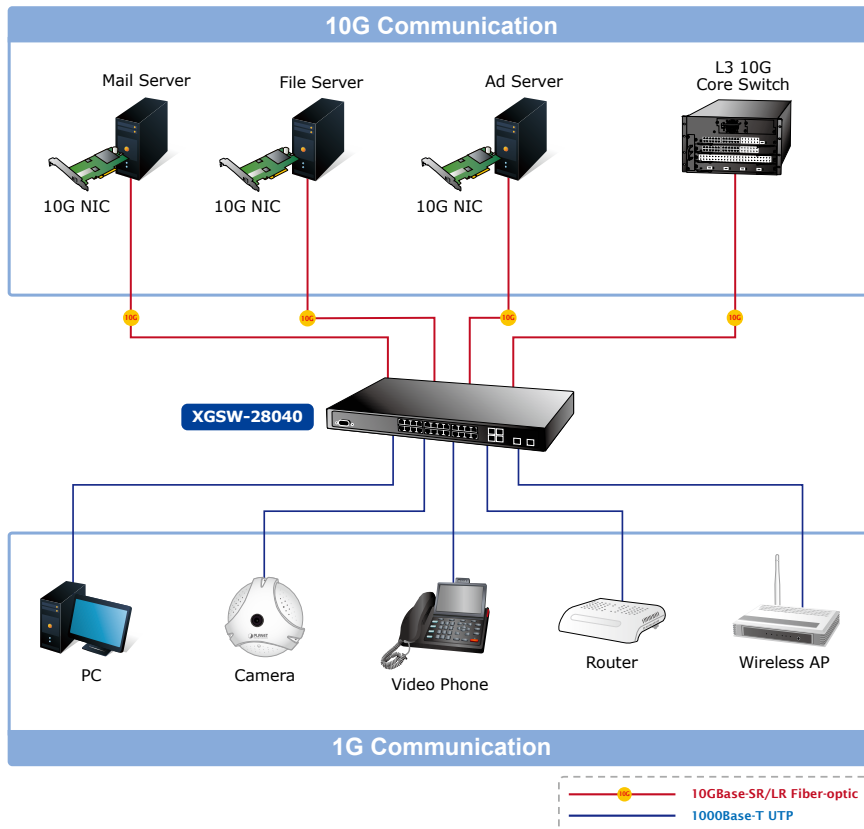 10G Communication
Mail Server
File Server
Ad Server
L3 10G
Core Switch
10G NIC
10G NIC
10G NIC
10G
10G
10G
10G
XGSW-28040
PLANET
PC
Camera
Video Phone
Router
Wireless AP
1G Communication
10G
10GBase-SR/LR Fiber-optic
1000Base-T UTP